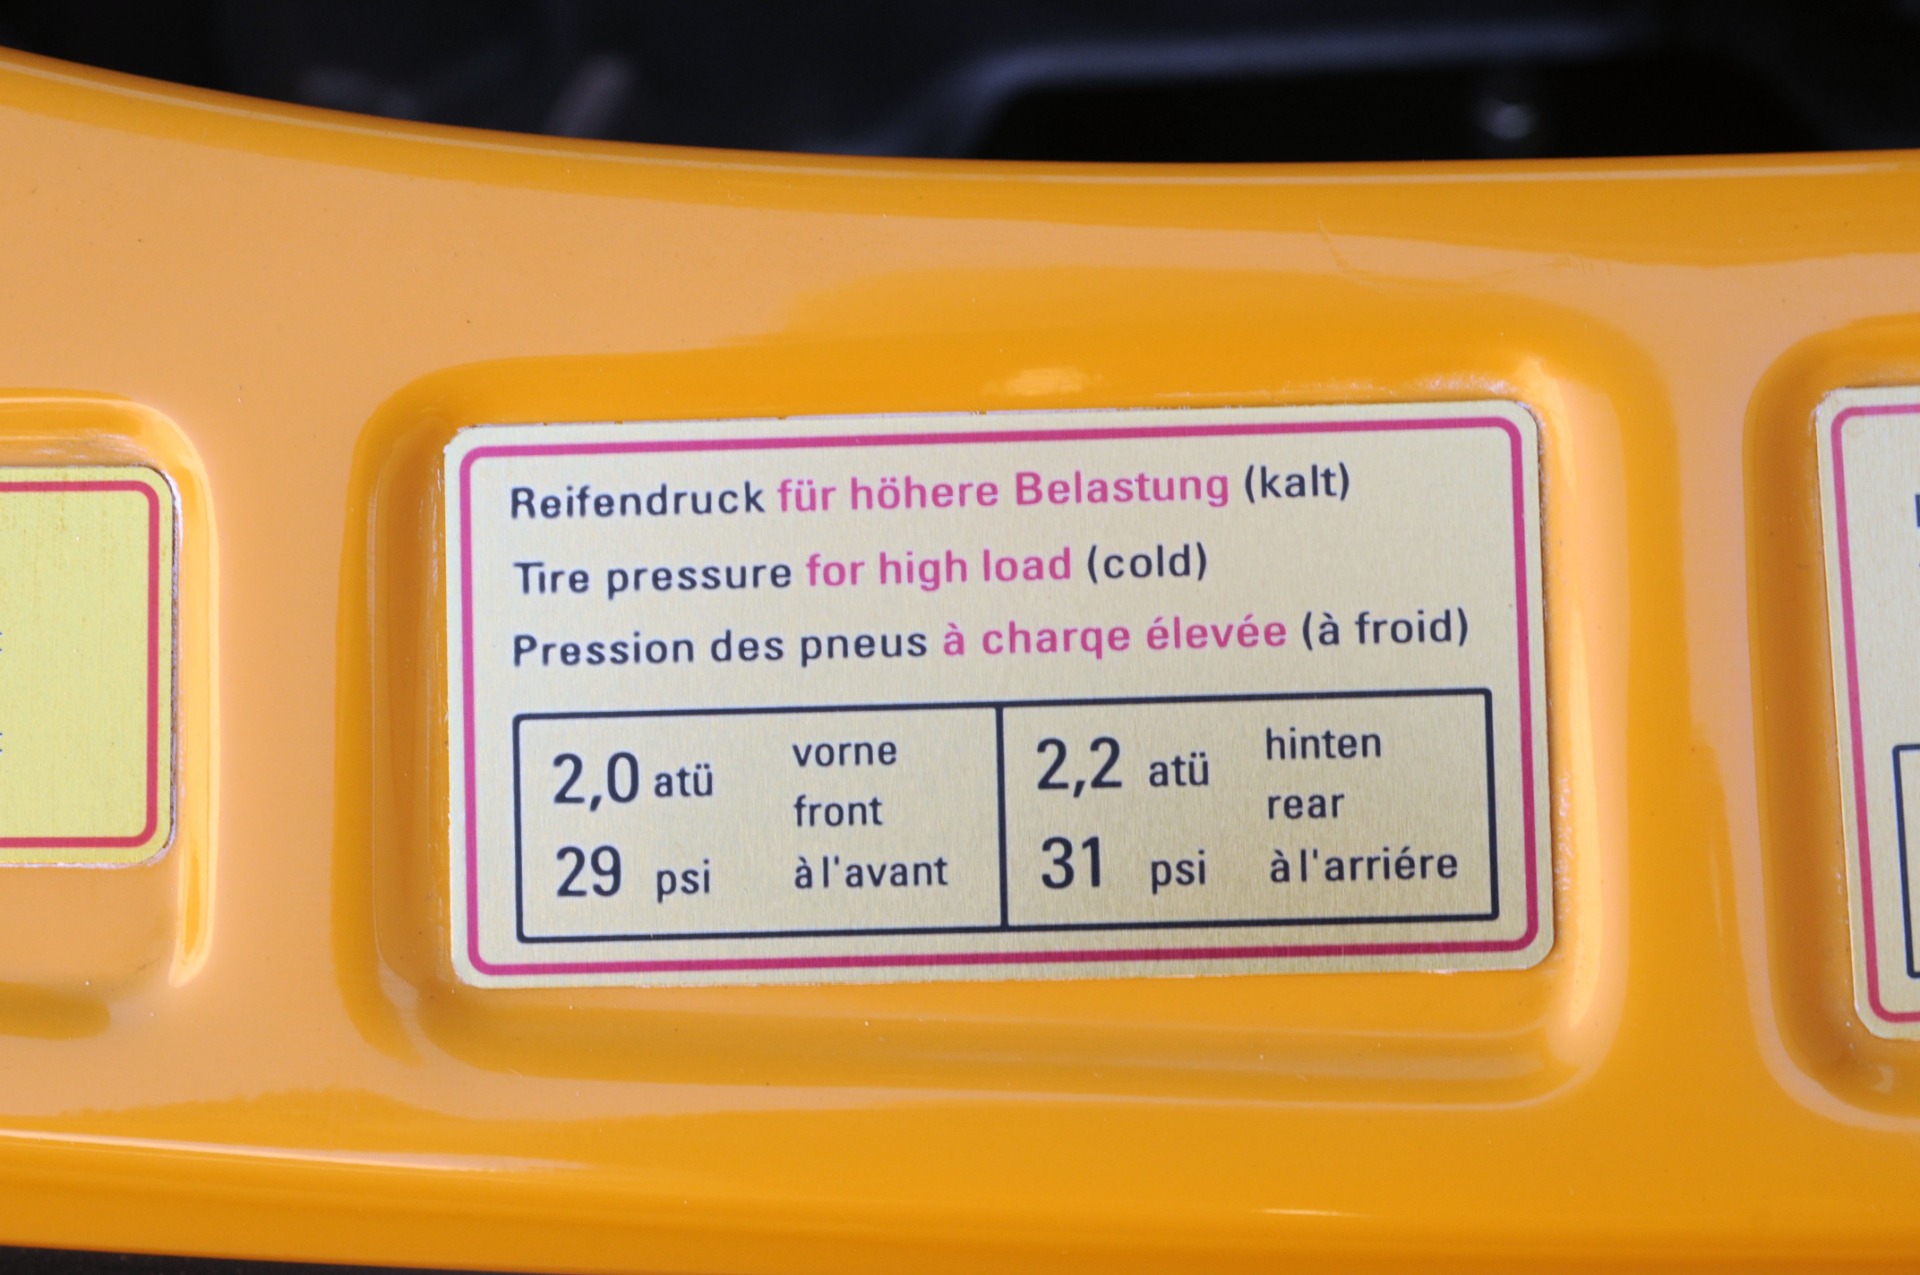 Reifendruck für höhere Belastung (kalt)
Tire pressure for high load (cold)
Pression des pneus à charqe élevée (à froid)
2,0 atü vorne
front
29 psi à l'avant
2,2 atü hinten
rear
31 psi à l'arriére